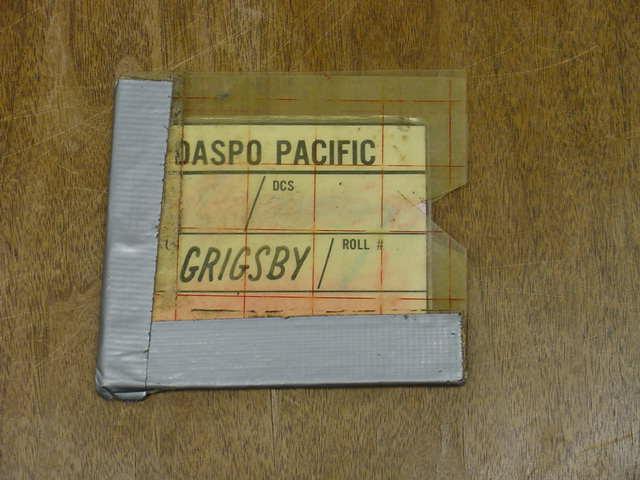 DASPO PACIFIC
/ DCS
GRIGSBY / ROLL #